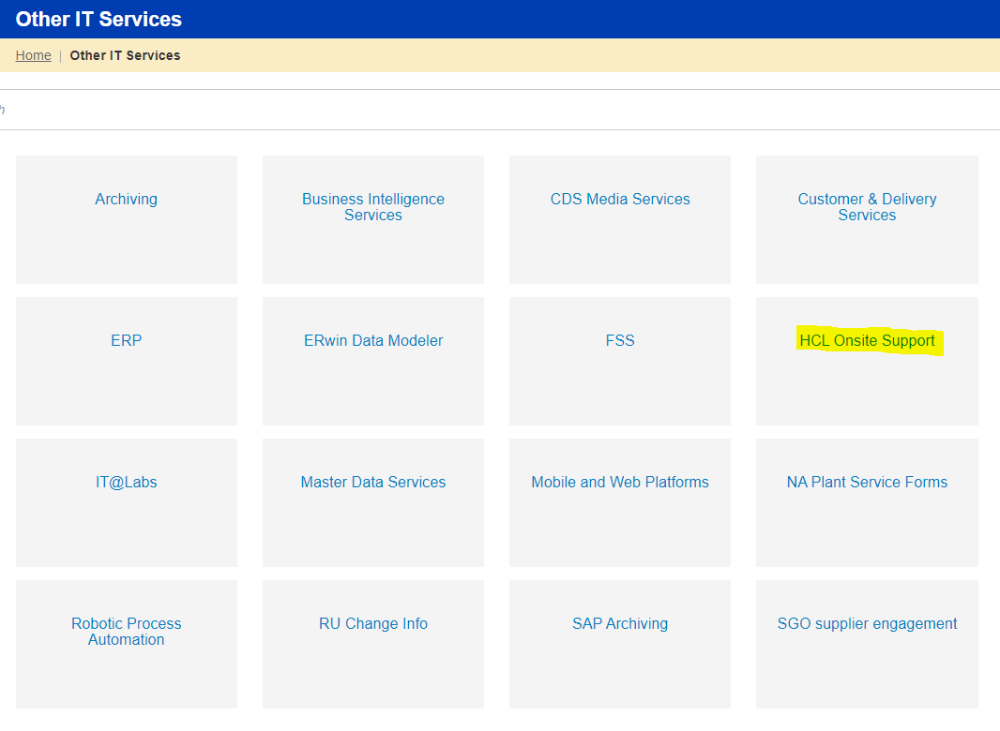 Other IT Services
Home | Other IT Services
h
Archiving
Business Intelligence
Services
CDS Media Services
Customer & Delivery
Services
ERP
ERwin Data Modeler
FSS
HCL Onsite Support
IT@Labs
Master Data Services
Mobile and Web Platforms
NA Plant Service Forms
Robotic Process
Automation
RU Change Info
SAP Archiving
SGO supplier engagement